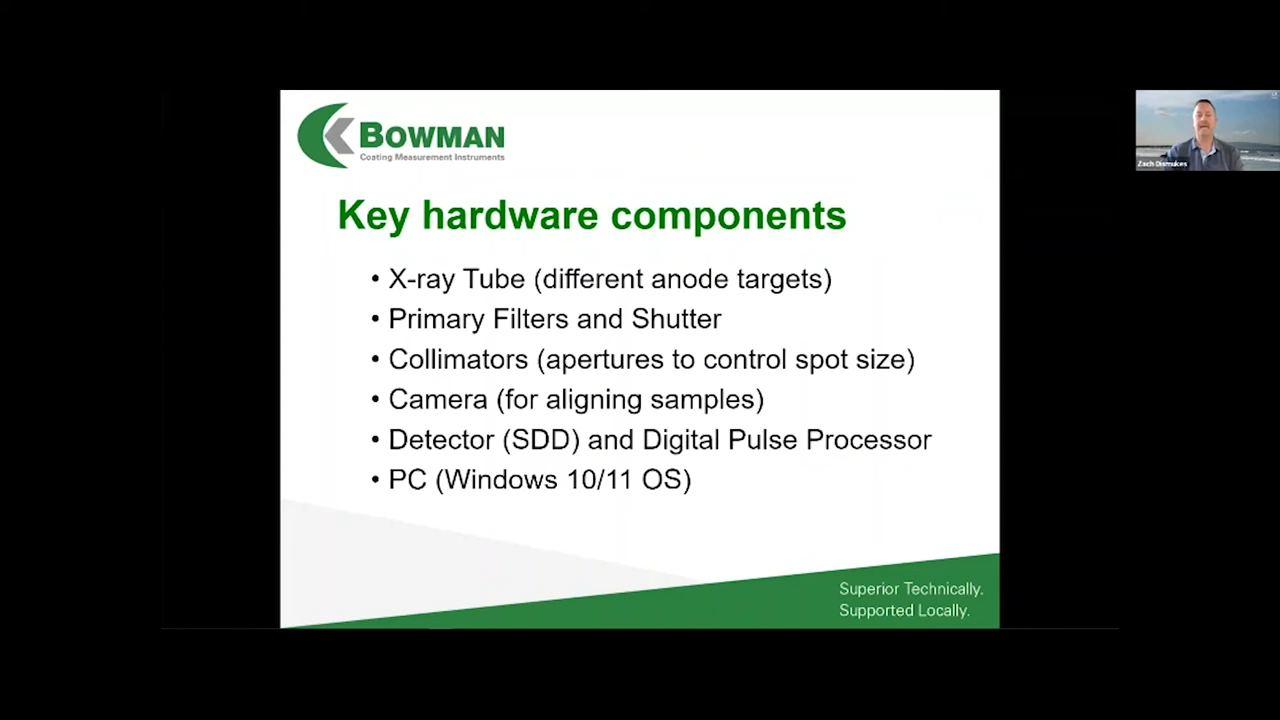 BOWMAN
Coating Measurement Instruments
Key hardware components
• X-ray Tube (different anode targets)
• Primary Filters and Shutter
• Collimators (apertures to control spot size)
• Camera (for aligning samples)
• Detector (SDD) and Digital Pulse Processor
• PC (Windows 10/11 OS)
Superior Technically.
Supported Locally.
Zach Dismukes